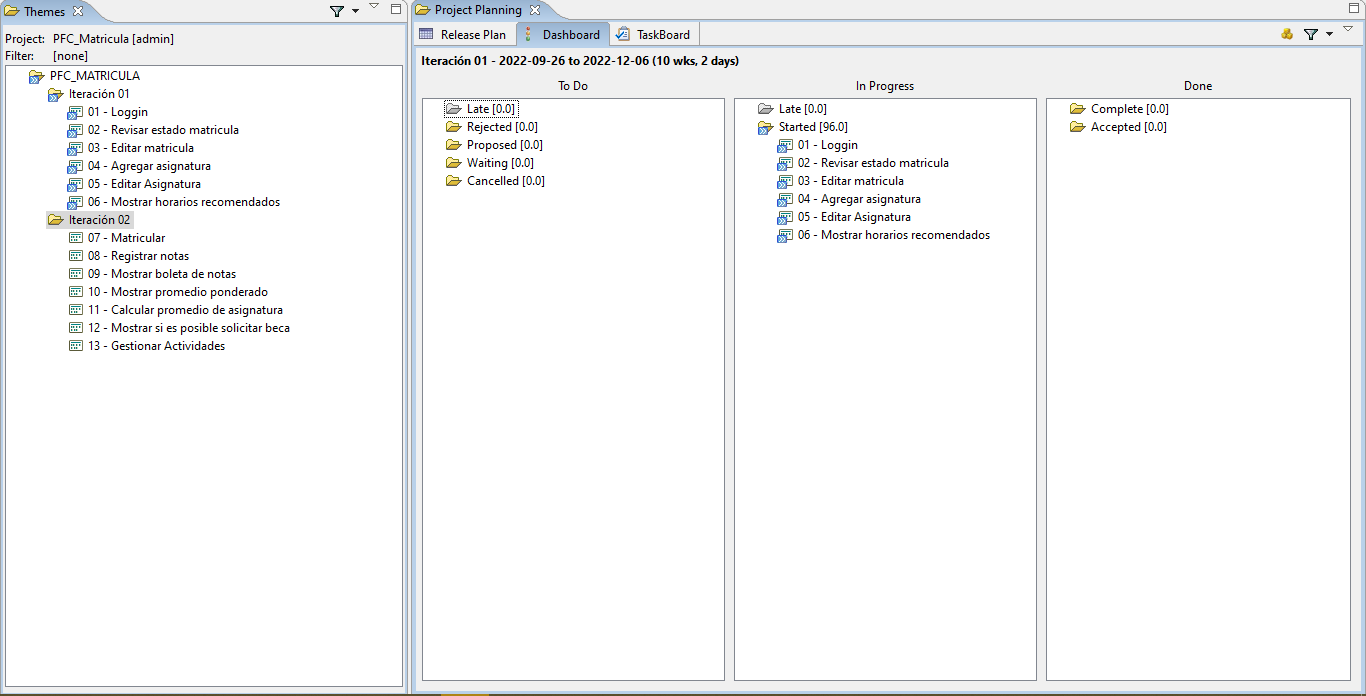 Themes
Project: PFC_Matricula [admin]
Filter: [none]
PFC_MATRICULA
Iteración 01
01 - Loggin
02 - Revisar estado matricula
03 - Editar matricula
04 - Agregar asignatura
05 - Editar Asignatura
06 - Mostrar horarios recomendados
Iteración 02
07 - Matricular
08 - Registrar notas
09 - Mostrar boleta de notas
10 - Mostrar promedio ponderado
11 - Calcular promedio de asignatura
12 - Mostrar si es posible solicitar beca
13 - Gestionar Actividades
Project Planning
Release Plan Dashboard TaskBoard
Iteración 01 - 2022-09-26 to 2022-12-06 (10 wks, 2 days)
To Do
Late [0.0]
Rejected [0.0]
Proposed [0.0]
Waiting [0.0]
Cancelled [0.0]
In Progress
Late [0.0]
Started [96.0]
01 - Loggin
02 - Revisar estado matricula
03 - Editar matricula
04 - Agregar asignatura
05 - Editar Asignatura
06 - Mostrar horarios recomendados
Done
Complete [0.0]
Accepted [0.0]